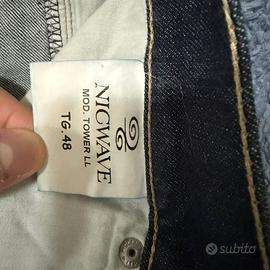 NICWAVE
MOD. TOWER LL
TG. 48
subito